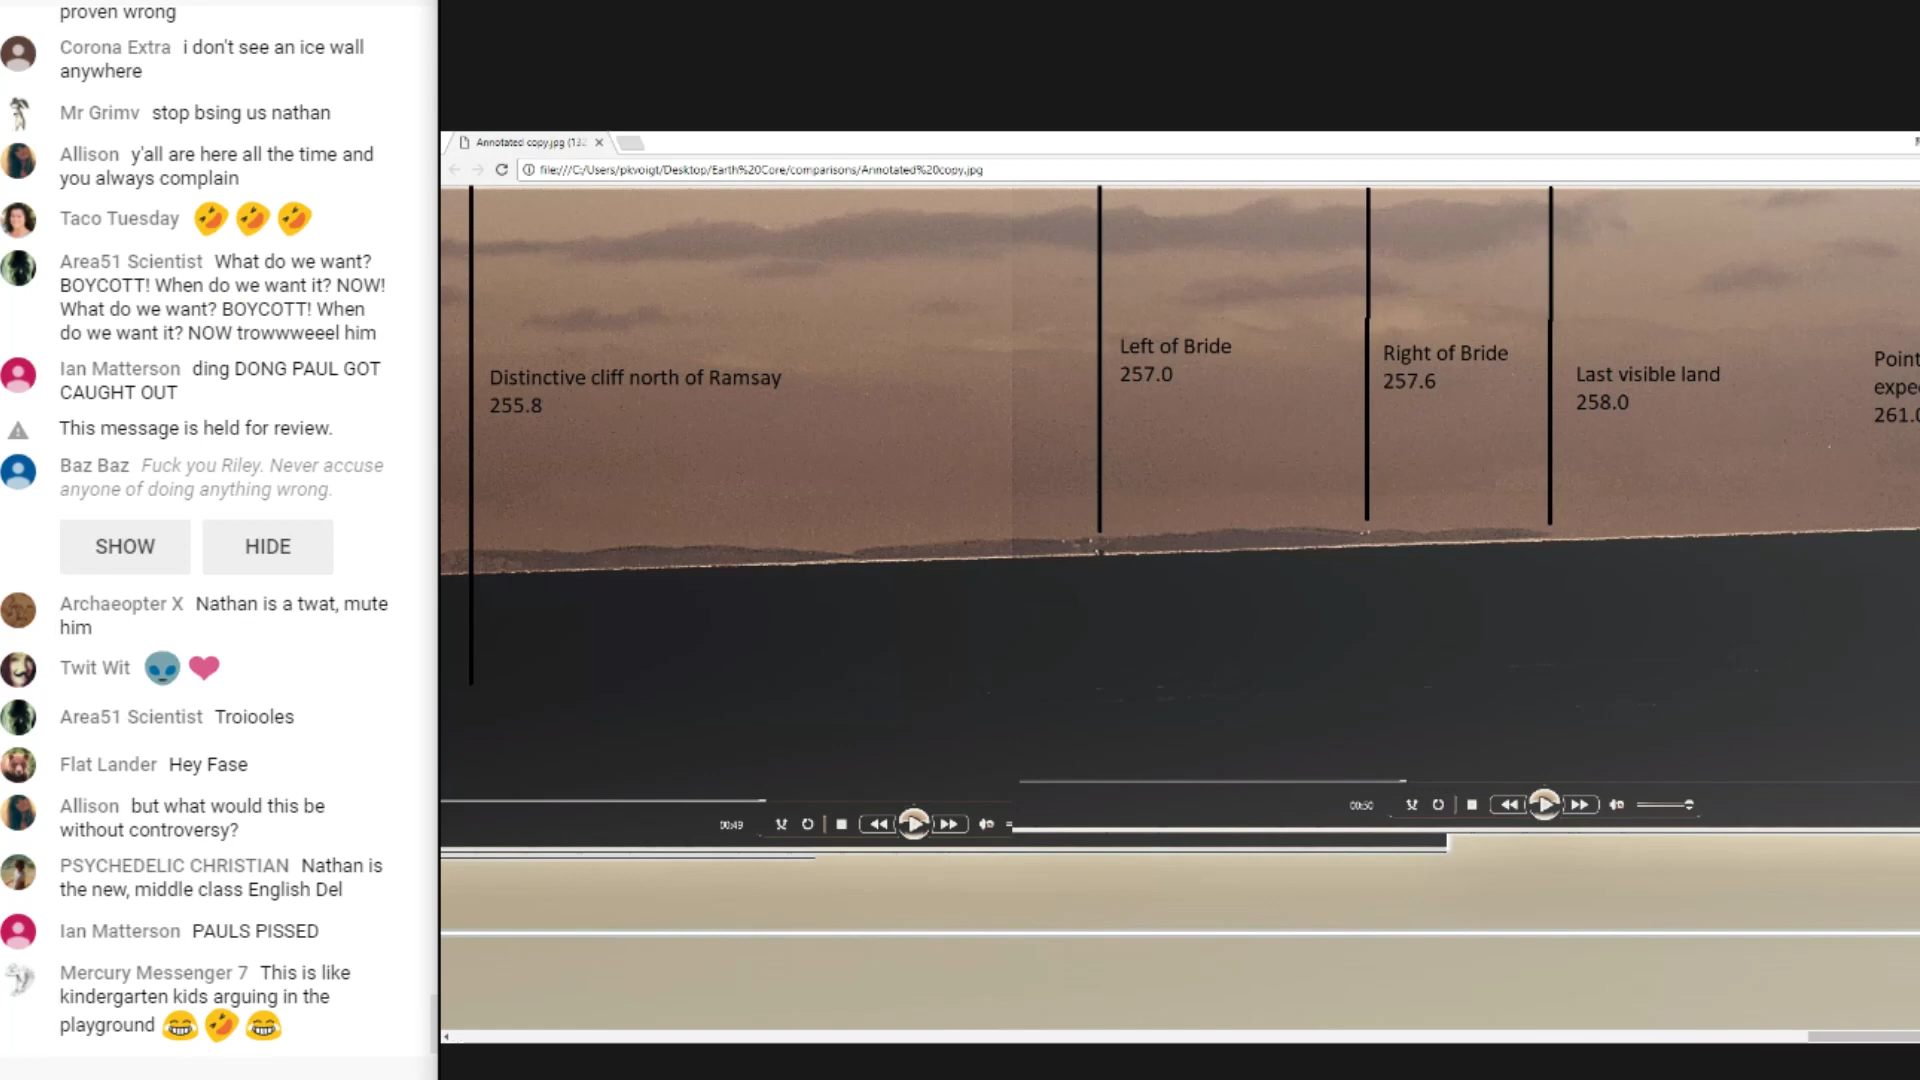 proven wrong
Corona Extra i don't see an ice wall
anywhere
Mr Grimv stop bsing us nathan
Allison y'all are here all the time and
you always complain
Taco Tuesday 🤣 🤣 🤣
Area51 Scientist What do we want?
BOYCOTT! When do we want it? NOW!
What do we want? BOYCOTT! When
do we want it? NOW trowwweeel him
Ian Matterson ding DONG PAUL GOT
CAUGHT OUT
This message is held for review.
Baz Baz Fuck you Riley. Never accuse
anyone of doing anything wrong.
SHOW HIDE
Archaeopter X Nathan is a twat, mute
him
Twit Wit 👽 ❤
Area51 Scientist Troiooles
Flat Lander Hey Fase
Allison but what would this be
without controversy?
PSYCHEDELIC CHRISTIAN Nathan is
the new, middle class English Del
Ian Matterson PAULS PISSED
Mercury Messenger 7 This is like
kindergarten kids arguing in the
playground 😂 🤣 😂
Annotated copy.jpg (132
file:///C:/Users/pkvoigt/Desktop/Earth%20Core/comparisons/Annotated%20copy.jpg
Distinctive cliff north of Ramsay
255.8
Left of Bride
257.0
Right of Bride
257.6
Last visible land
258.0
Point
expe
261.0
00:49
00:50